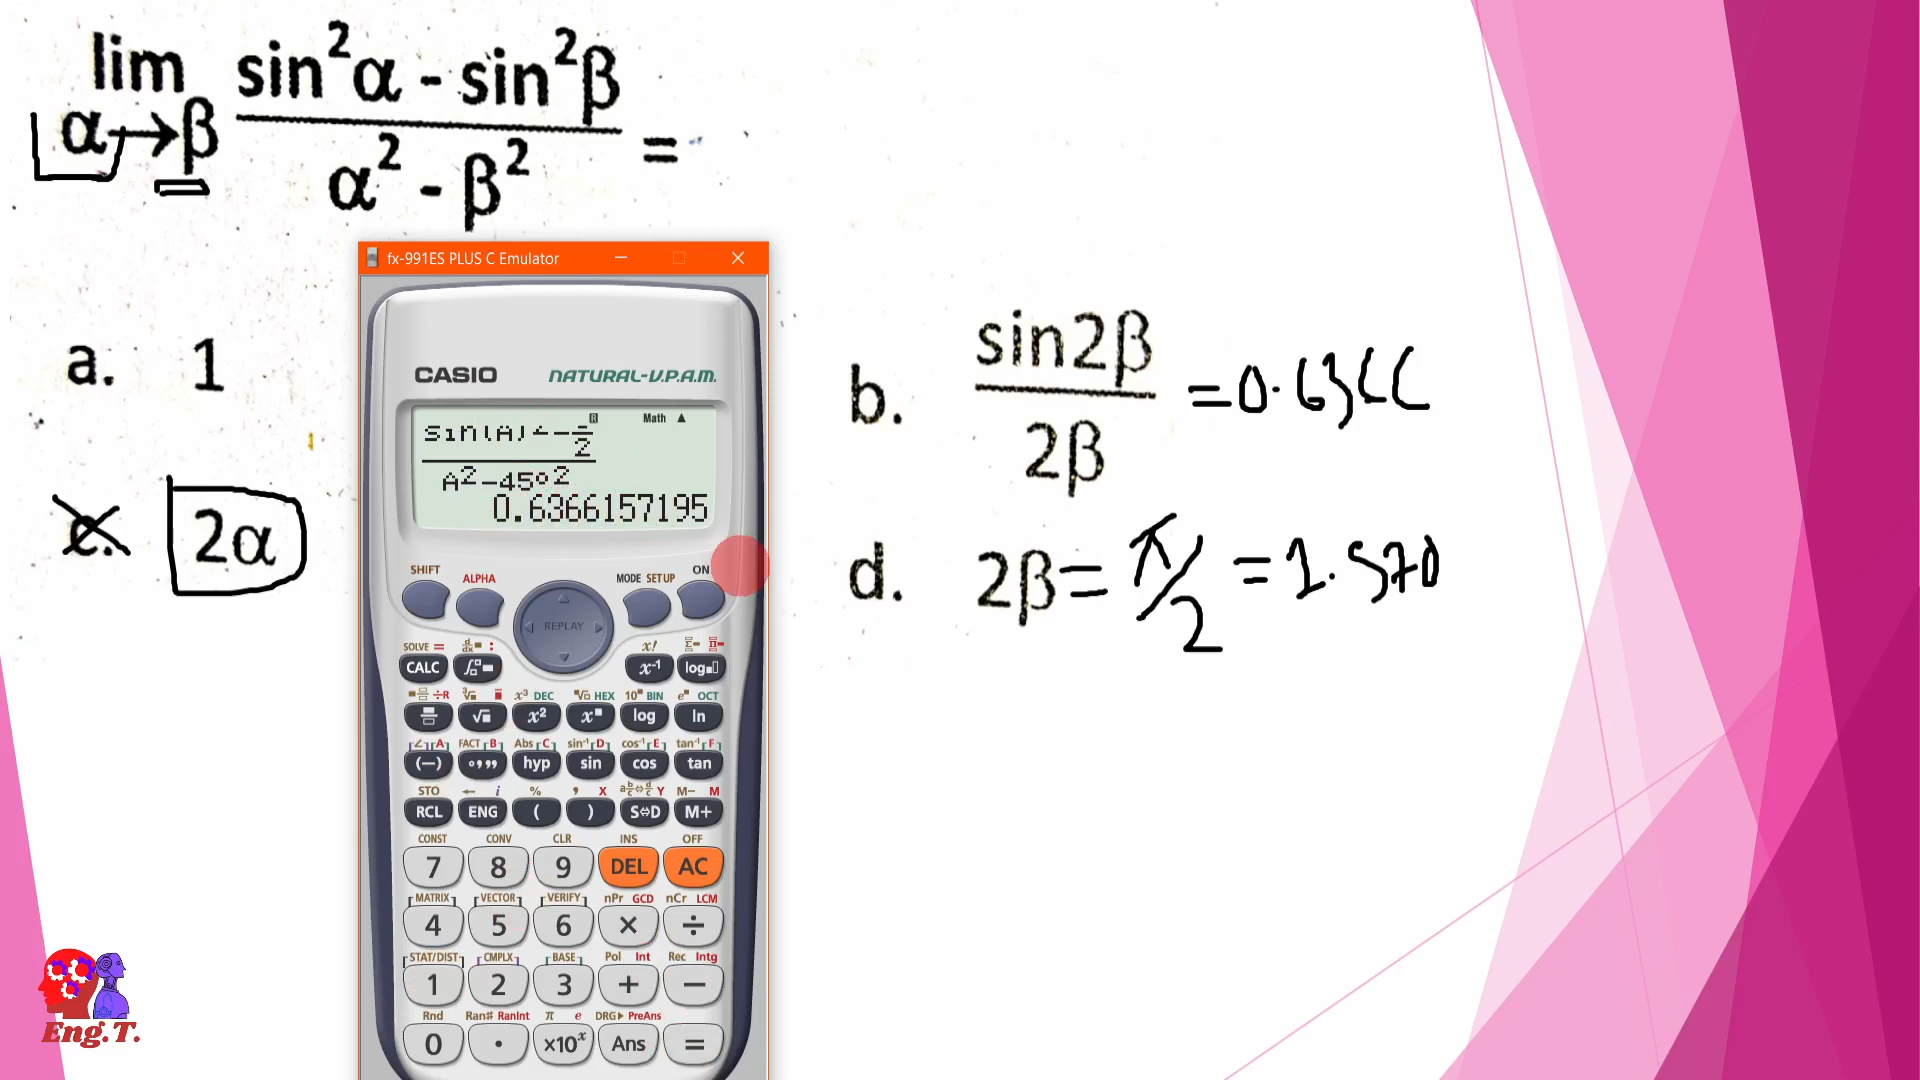 lim sin²α - sin²β
α→β α² - β² =
a. 1
b. sin2β / 2β = 0.6366
c. 2α
d. 2β = π/2 = 1.570
fx-991ES PLUS C Emulator
CASIO NATURAL-V.P.A.M.
R Math ▲
A²-45°²
0.6366157195
SHIFT ALPHA MODE SETUP ON
REPLAY
SOLVE = d/dx : x! Σ Π
CALC ∫ x⁻¹ log
÷R ³√ x³ DEC ˣ√ HEX 10 BIN e OCT
√ x² x log ln
∠ A FACT B Abs C sin⁻¹ D cos⁻¹ E tan⁻¹ F
(−) °,,, hyp sin cos tan
STO ← i % , X a b/c⇔d/c Y M− M
RCL ENG ( ) S⇔D M+
CONST CONV CLR INS OFF
7 8 9 DEL AC
MATRIX VECTOR VERIFY nPr GCD nCr LCM
4 5 6 × ÷
STAT/DIST CMPLX BASE Pol Int Rec Intg
1 2 3 + −
Rnd Ran# RanInt π e DRG▶ PreAns
0 . ×10ˣ Ans =
Eng.T.